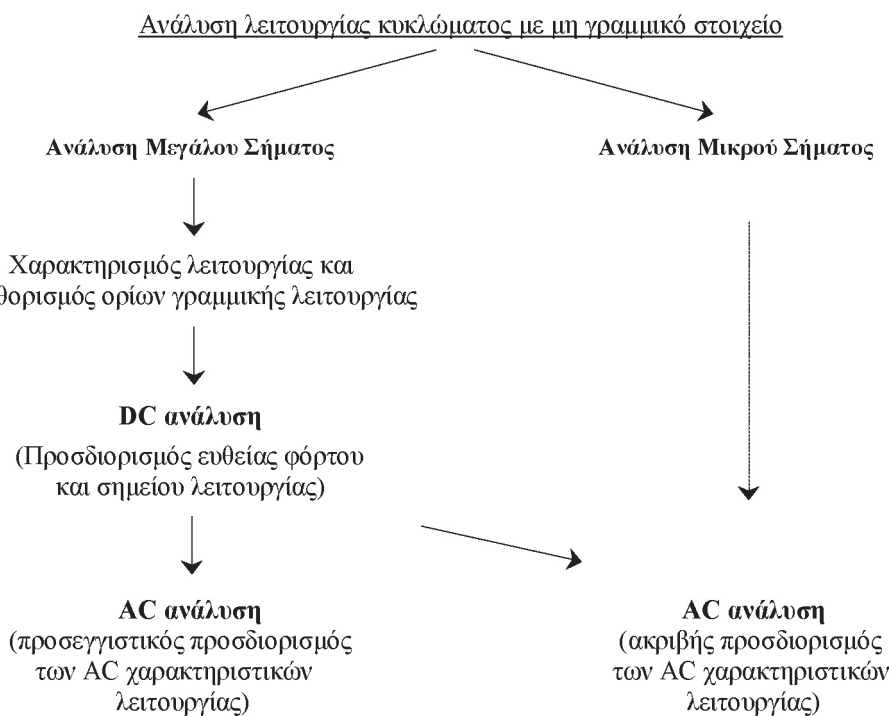 Ανάλυση λειτουργίας κυκλώματος με μη γραμμικό στοιχείο
Ανάλυση Μεγάλου Σήματος
Ανάλυση Μικρού Σήματος
Χαρακτηρισμός λειτουργίας και
θορισμός ορίων γραμμικής λειτουργίας
DC ανάλυση
(Προσδιορισμός ευθείας φόρτου
και σημείου λειτουργίας)
AC ανάλυση
(προσεγγιστικός προσδιορισμός
των AC χαρακτηριστικών
λειτουργίας)
AC ανάλυση
(ακριβής προσδιορισμός
των AC χαρακτηριστικών
λειτουργίας)